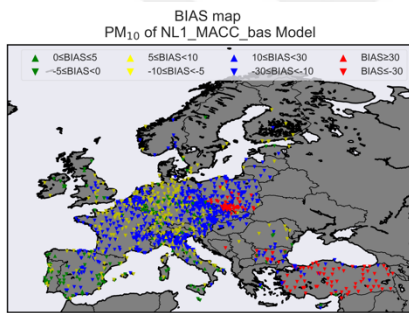 BIAS map
PM₁₀ of NL1_MACC_bas Model
0≤BIAS≤5 5≤BIAS<10 10≤BIAS<30 BIAS≥30
-5≤BIAS<0 -10≤BIAS<-5 -30≤BIAS<-10 BIAS≤-30